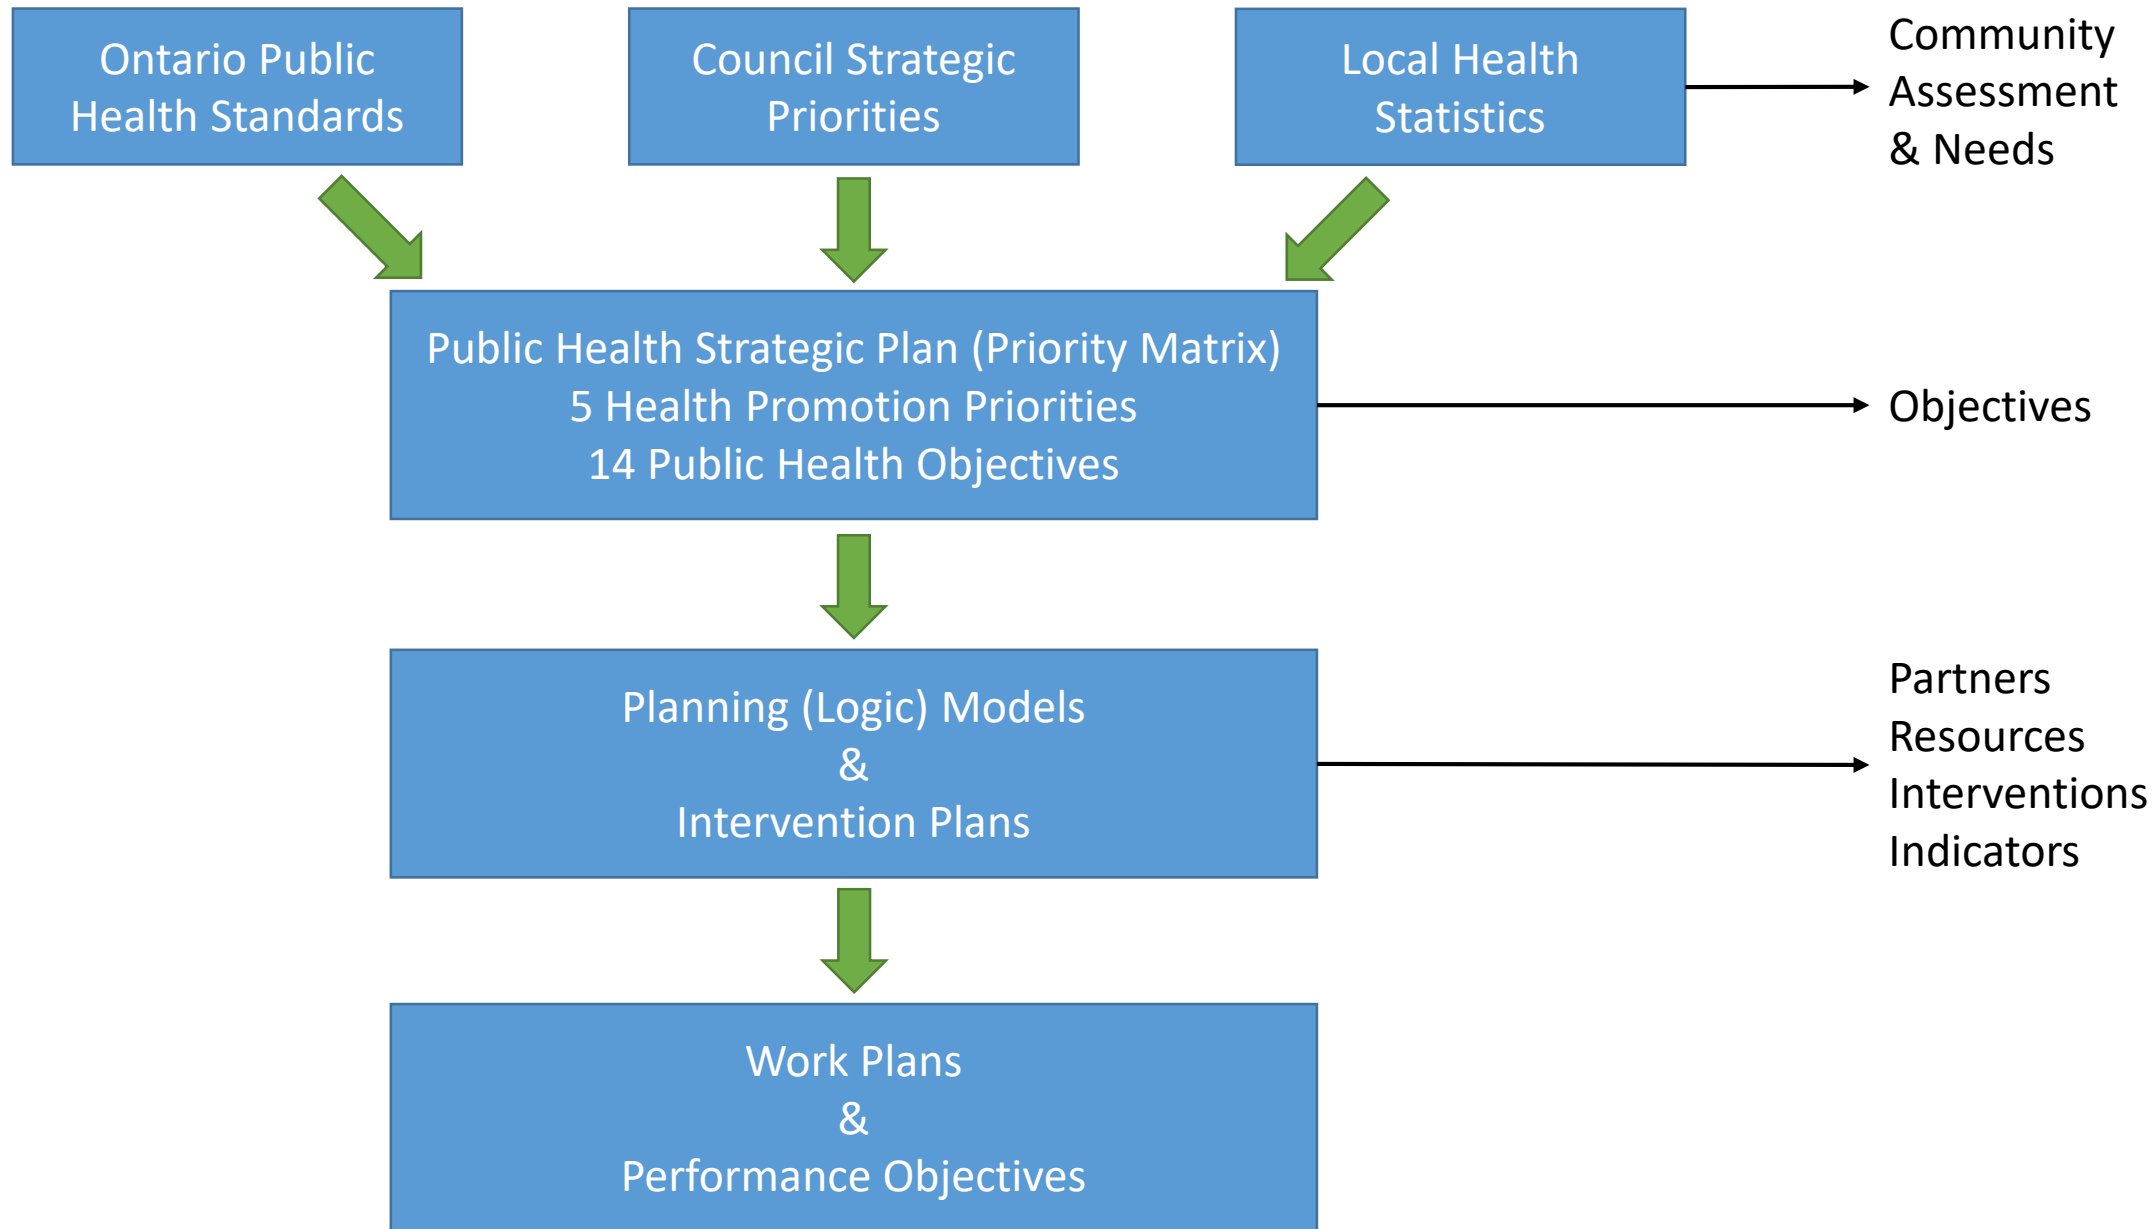 Ontario Public
Health Standards
Council Strategic
Priorities
Local Health
Statistics
Community
Assessment
& Needs
Public Health Strategic Plan (Priority Matrix)
5 Health Promotion Priorities
14 Public Health Objectives
Objectives
Planning (Logic) Models
&
Intervention Plans
Partners
Resources
Interventions
Indicators
Work Plans
&
Performance Objectives